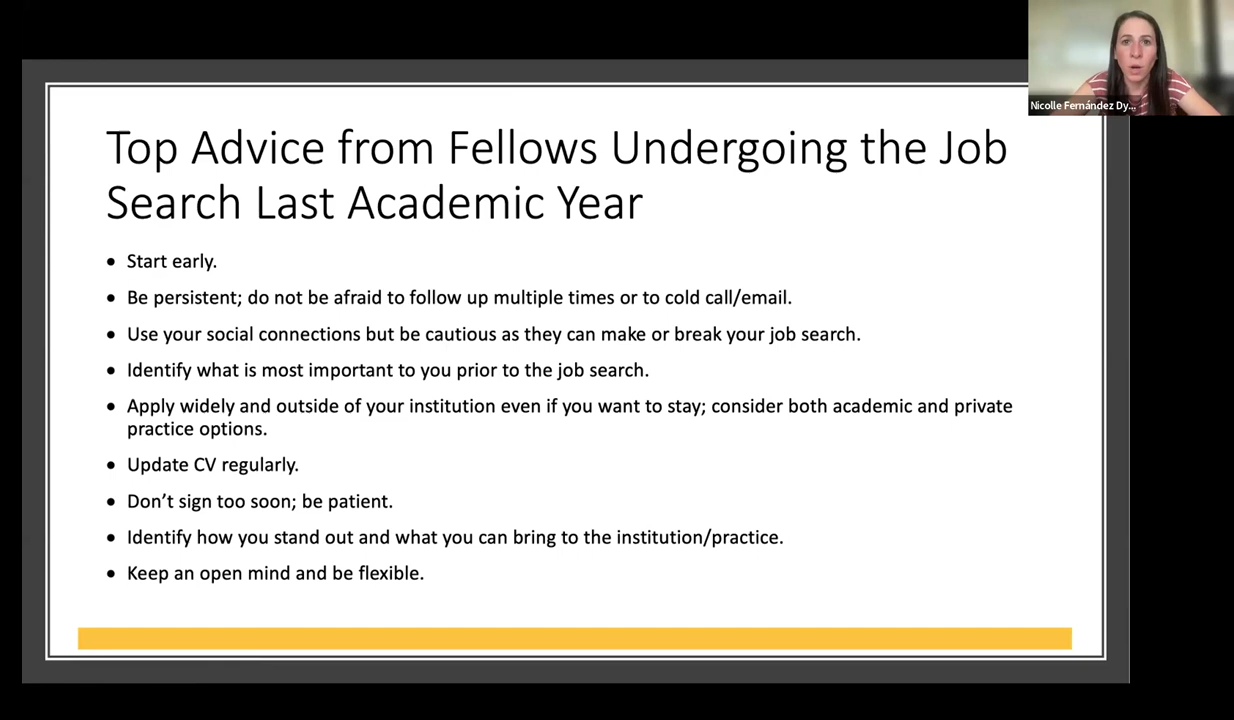 Nicolle Fernández Dy...
Top Advice from Fellows Undergoing the Job
Search Last Academic Year
• Start early.
• Be persistent; do not be afraid to follow up multiple times or to cold call/email.
• Use your social connections but be cautious as they can make or break your job search.
• Identify what is most important to you prior to the job search.
• Apply widely and outside of your institution even if you want to stay; consider both academic and private
practice options.
• Update CV regularly.
• Don’t sign too soon; be patient.
• Identify how you stand out and what you can bring to the institution/practice.
• Keep an open mind and be flexible.